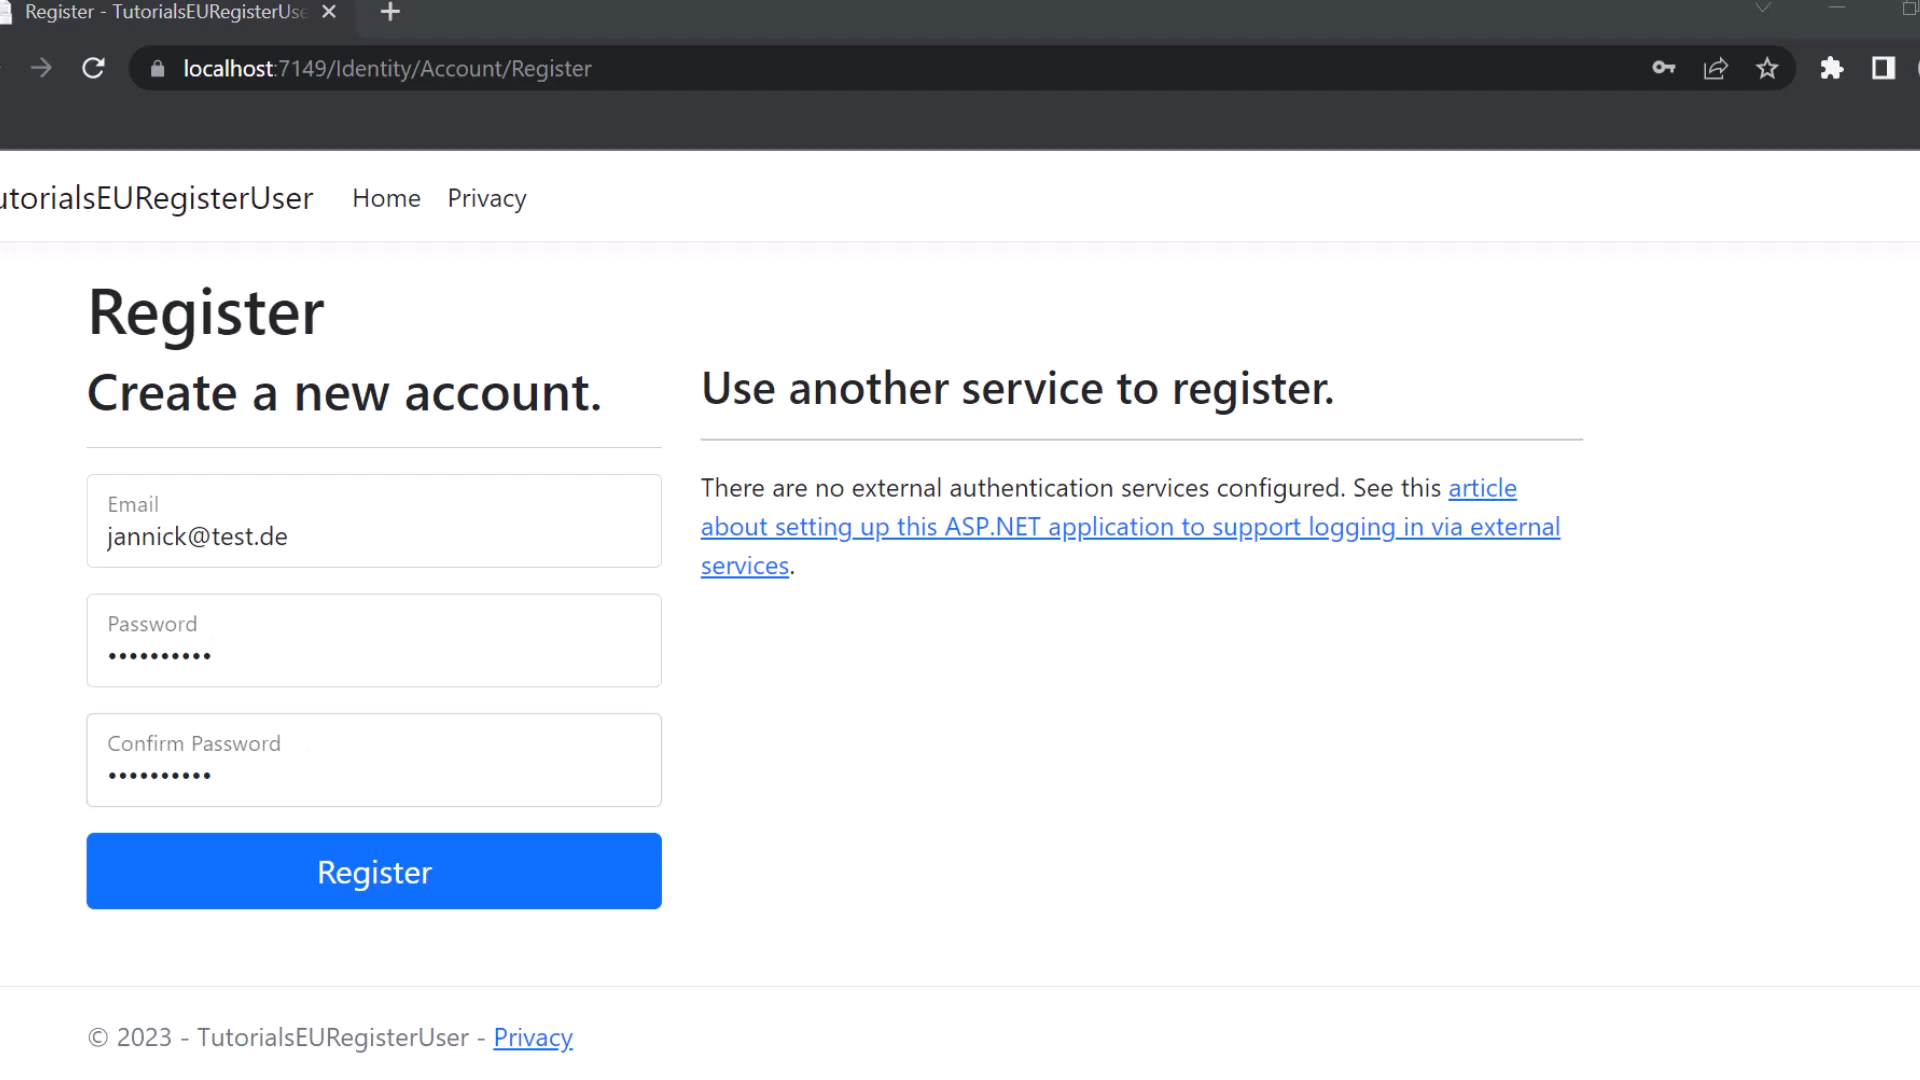 Register - TutorialsEURegisterUse
localhost:7149/Identity/Account/Register
utorialsEURegisterUser Home Privacy
Register
Create a new account.
Email
jannick@test.de
Password
••••••••••
Confirm Password
••••••••••
Register
Use another service to register.
There are no external authentication services configured. See this article
about setting up this ASP.NET application to support logging in via external
services.
© 2023 - TutorialsEURegisterUser - Privacy